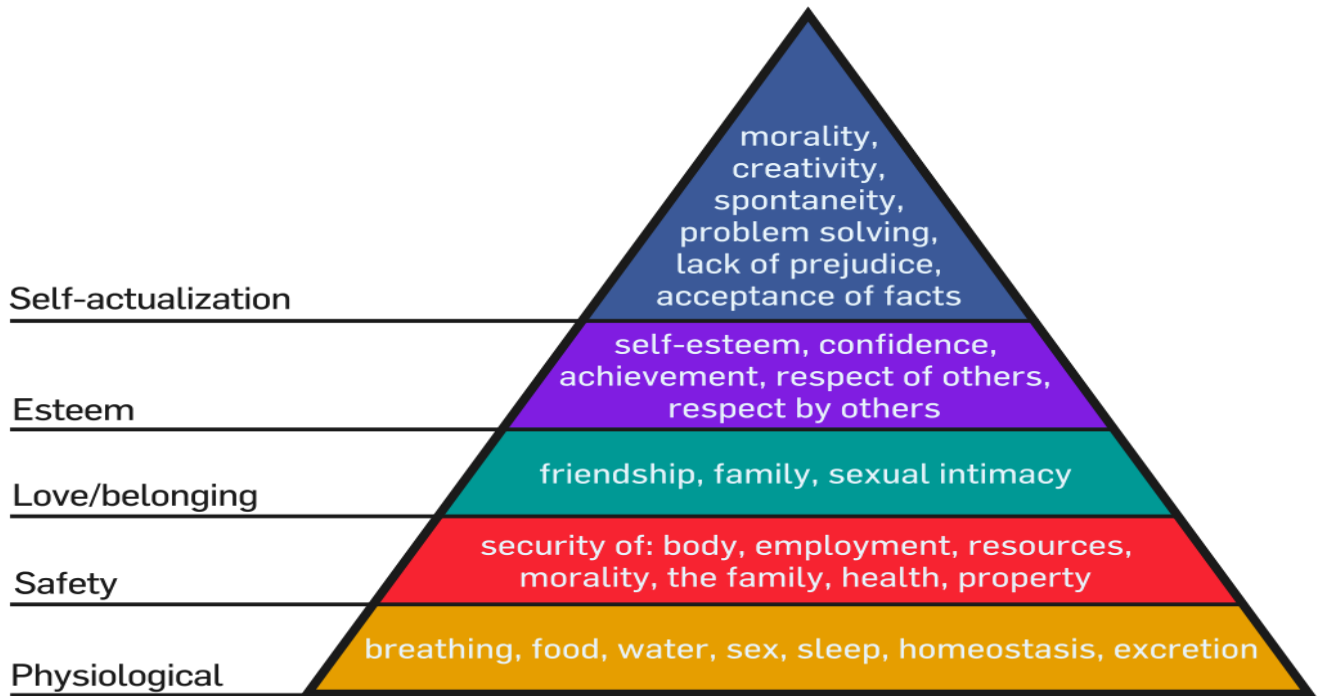 morality,
creativity,
spontaneity,
problem solving,
lack of prejudice,
acceptance of facts
Self-actualization
self-esteem, confidence,
achievement, respect of others,
respect by others
Esteem
friendship, family, sexual intimacy
Love/belonging
security of: body, employment, resources,
morality, the family, health, property
Safety
breathing, food, water, sex, sleep, homeostasis, excretion
Physiological